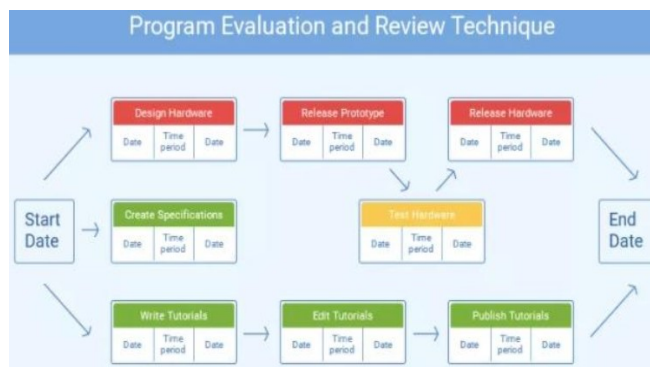 Program Evaluation and Review Technique
Design Hardware
Date
Time
period
Date
Release Prototype
Date
Time
period
Date
Release Hardware
Date
Time
period
Date
Start
Date
Create Specifications
Date
Time
period
Date
Test Hardware
Date
Time
period
Date
End
Date
Write Tutorials
Date
Time
period
Date
Edit Tutorials
Date
Time
period
Date
Publish Tutorials
Date
Time
period
Date